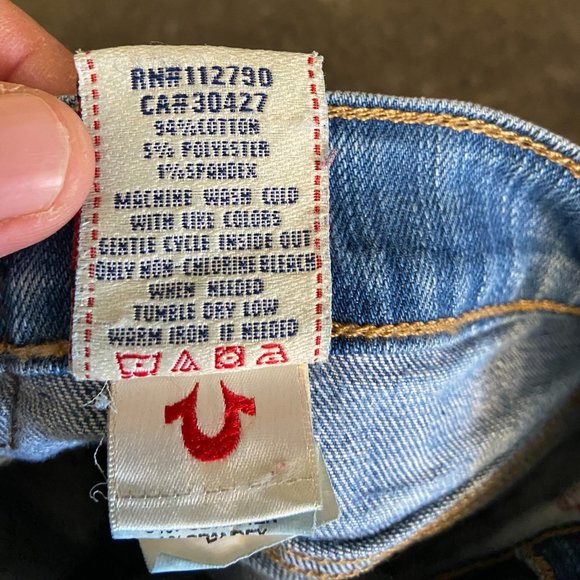 RN#112790
CA#30427
94% COTTON
5% POLYESTER
1% SPANDEX
MACHINE WASH COLD
WITH LIKE COLORS
GENTLE CYCLE INSIDE OUT
ONLY NON-CHLORINE BLEACH
WHEN NEEDED
TUMBLE DRY LOW
WARM IRON IF NEEDED